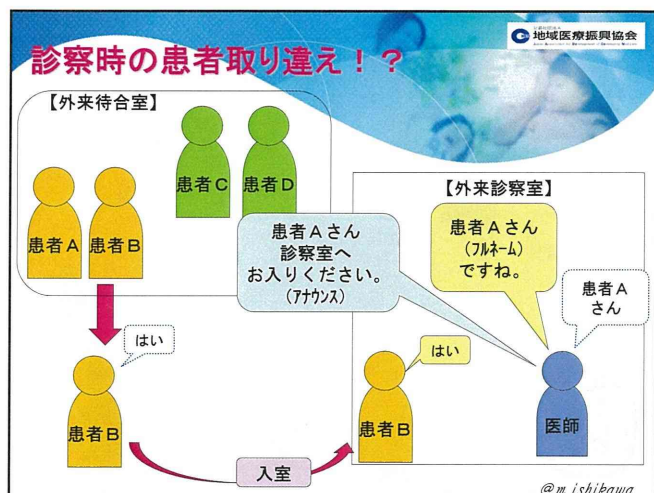 地域医療振興協会
診察時の患者取り違え！？
【外来待合室】
患者C
患者D
患者A
患者B
【外来診察室】
患者Aさん
診察室へ
お入りください。
(ｱﾅｳﾝｽ)
患者Aさん
(ﾌﾙﾈｰﾑ)
ですね。
患者A
さん
はい
はい
患者B
患者B
医師
入室
@m ishikawa